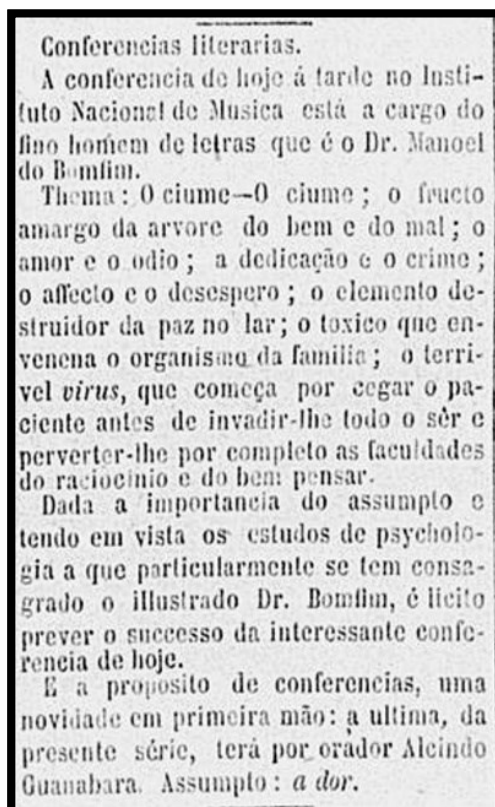 Conferencias literarias.
A conferencia de hoje á tarde no Insti-
tuto Nacional de Musica está a cargo do
fino homem de letras que é o Dr. Manoel
do Bomfim.
Thema: O ciume—O ciume; o fructo
amargo da arvore do bem e do mal; o
amor e o odio; a dedicação e o crime;
o affecto e o desespero; o elemento de-
struidor da paz no lar; o toxico que en-
venena o organismo da familia; o terri-
vel virus, que começa por cegar o pa-
ciente antes de invadir-lhe todo o sêr e
perverter-lhe por completo as faculdades
do raciocinio e do bem pensar.
Dada a importancia do assumpto e
tendo em vista os estudos de psycholo-
gia a que particularmente se tem consa-
grado o illustrado Dr. Bomfim, é licito
prever o successo da interessante confe-
rencia de hoje.
E a proposito de conferencias, uma
novidade em primeira mão: a ultima, da
presente série, terá por orador Alcindo
Guanabara. Assumpto: a dor.